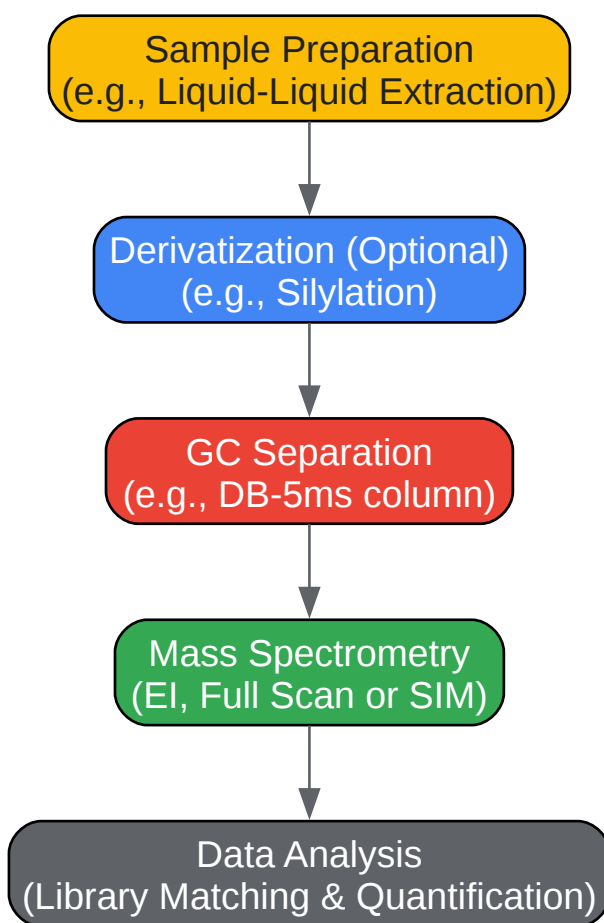 Sample Preparation
(e.g., Liquid-Liquid Extraction)
Derivatization (Optional)
(e.g., Silylation)
GC Separation
(e.g., DB-5ms column)
Mass Spectrometry
(EI, Full Scan or SIM)
Data Analysis
(Library Matching & Quantification)